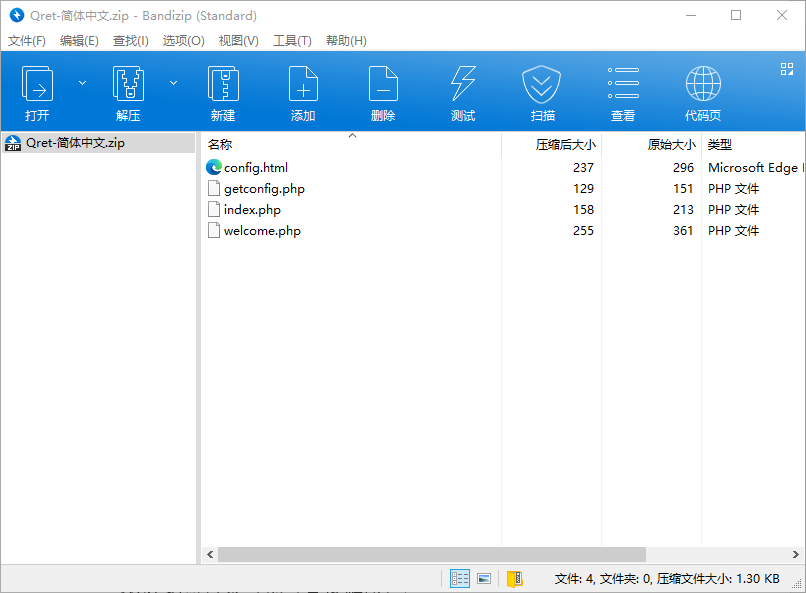 Qret-简体中文.zip - Bandizip (Standard)
文件(F) 编辑(E) 查找(I) 选项(O) 视图(V) 工具(T) 帮助(H)
打开 解压 新建 添加 删除 测试 扫描 查看 代码页
Qret-简体中文.zip
名称 压缩后大小 原始大小 类型
config.html 237 296 Microsoft Edge
getconfig.php 129 151 PHP 文件
index.php 158 213 PHP 文件
welcome.php 255 361 PHP 文件
文件: 4, 文件夹: 0, 压缩文件大小: 1.30 KB